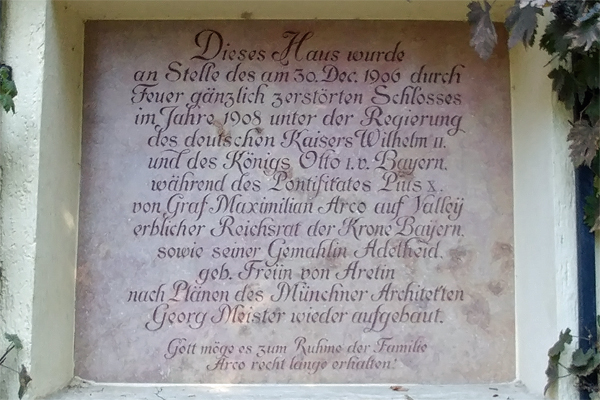 Dieses Haus wurde
an Stelle des am 30. Dec. 1906 durch
Feuer gänzlich zerstörten Schlosses
im Jahre 1908 unter der Regierung
des deutschen Kaisers Wilhelm II.
und des Königs Otto I. v. Bayern,
während des Pontifikates Pius X.
von Graf Maximilian Arco auf Valleÿ
erblicher Reichsrat der Krone Bayern,
sowie seiner Gemahlin Adelheid,
geb. Freiin von Aretin
nach Plänen des Münchner Architekten
Georg Meister wieder aufgebaut.
Gott möge es zum Ruhme der Familie
Arco recht lange erhalten!